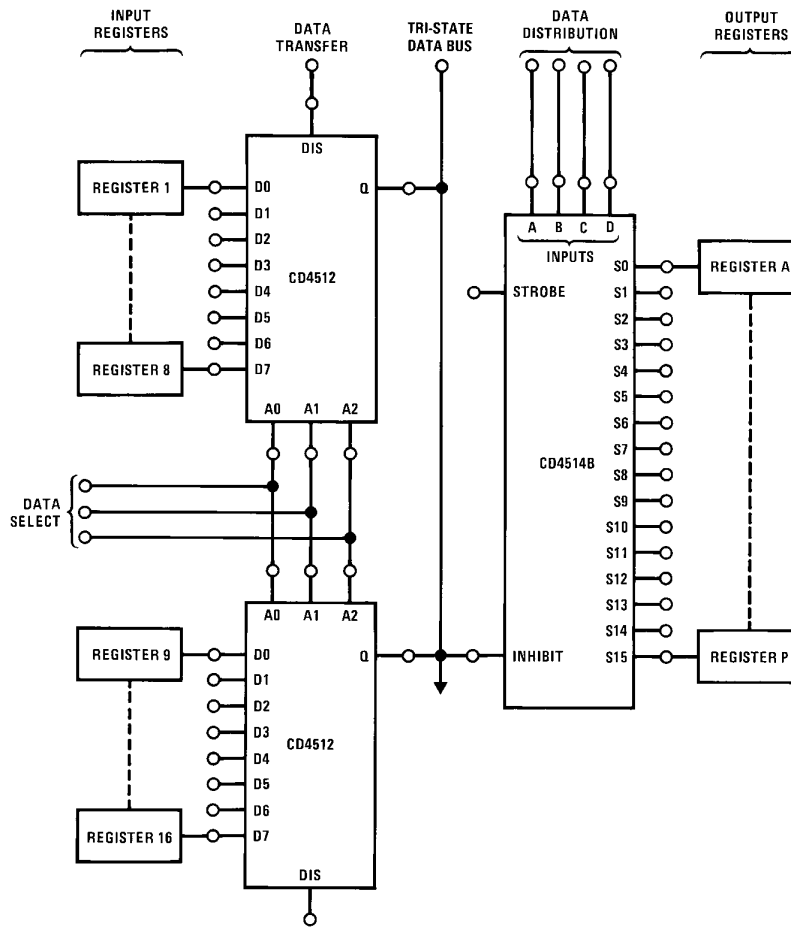 INPUT
REGISTERS
DATA
TRANSFER
TRI-STATE
DATA BUS
DATA
DISTRIBUTION
OUTPUT
REGISTERS
DIS
REGISTER 1
D0
Q
D1
D2
D3
CD4512
D4
D5
D6
REGISTER 8
D7
A0 A1 A2
A B C D
INPUTS
S0
REGISTER A
STROBE
S1
S2
S3
S4
S5
S6
S7
CD4514B
S8
S9
S10
S11
S12
S13
S14
INHIBIT
S15
REGISTER P
DATA
SELECT
A0 A1 A2
REGISTER 9
D0
Q
D1
D2
D3
CD4512
D4
D5
D6
REGISTER 16
D7
DIS